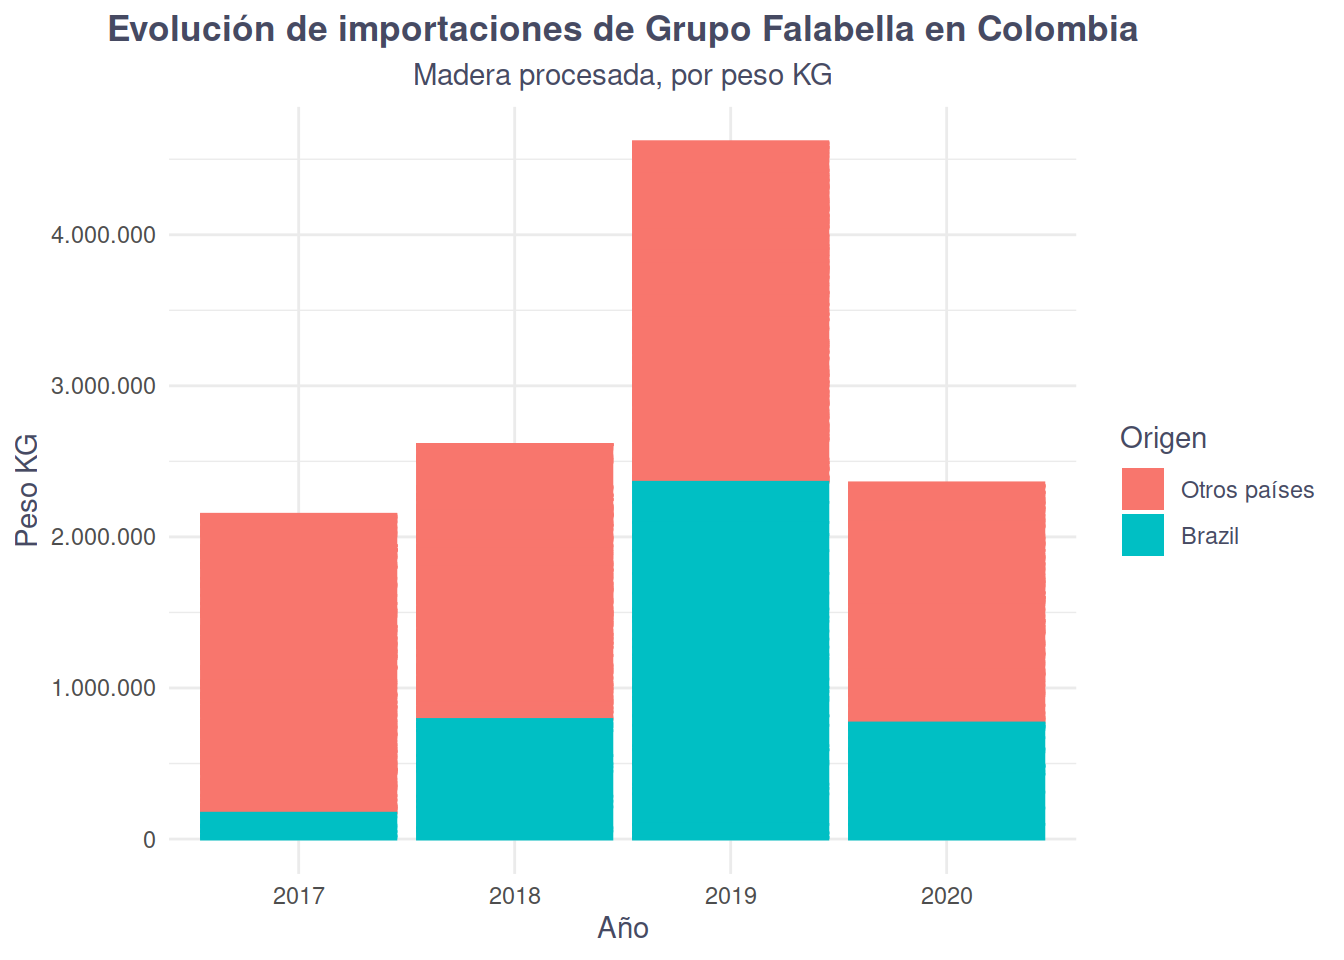 Evolución de importaciones de Grupo Falabella en Colombia
Madera procesada, por peso KG
Peso KG
4.000.000
3.000.000
2.000.000
1.000.000
0
2017
2018
2019
2020
Año
Origen
Otros países
Brazil